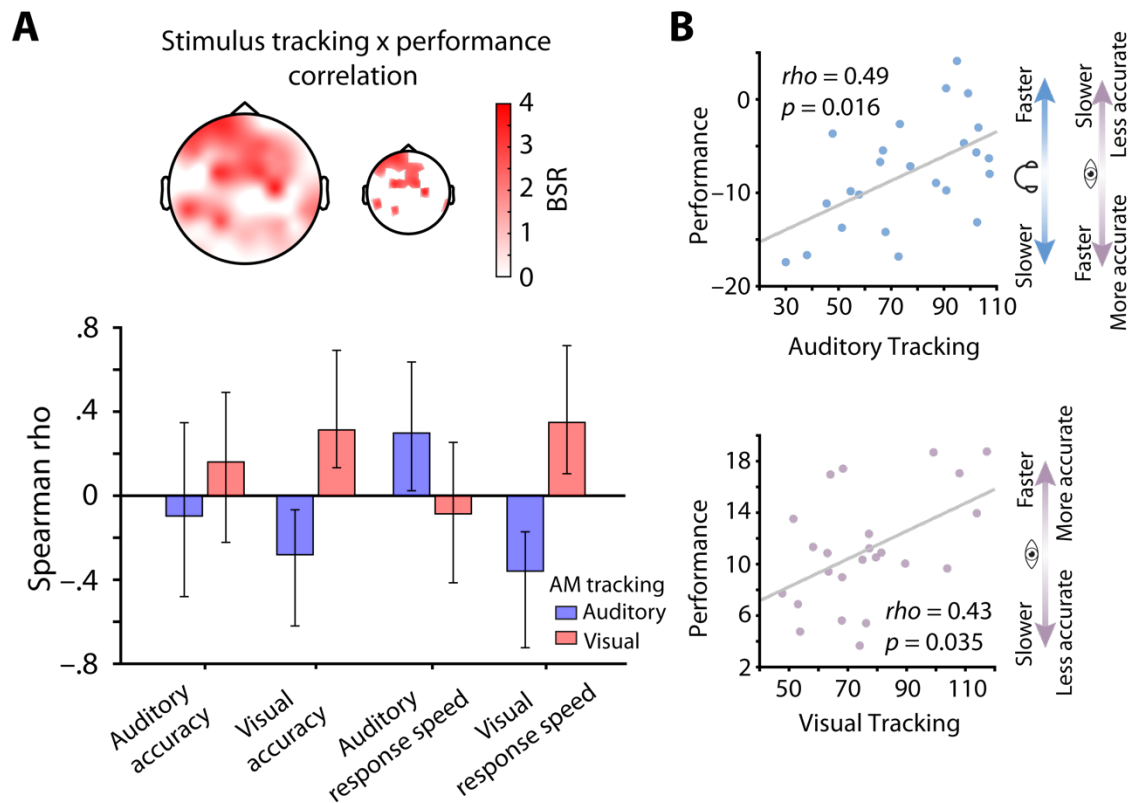 A
Stimulus tracking x performance
correlation
4
3
2
1
0
BSR
.8
.4
0
−.4
−.8
Spearman rho
AM tracking
Auditory
Visual
Auditory
accuracy
Visual
accuracy
Auditory
response speed
Visual
response speed
B
rho = 0.49
p = 0.016
0
−10
−20
Performance
30 50 70 90 110
Auditory Tracking
Faster
Slower
Slower
Less accurate
Faster
More accurate
18
14
10
6
2
Performance
rho = 0.43
p = 0.035
50 70 90 110
Visual Tracking
Faster
More accurate
Slower
Less accurate